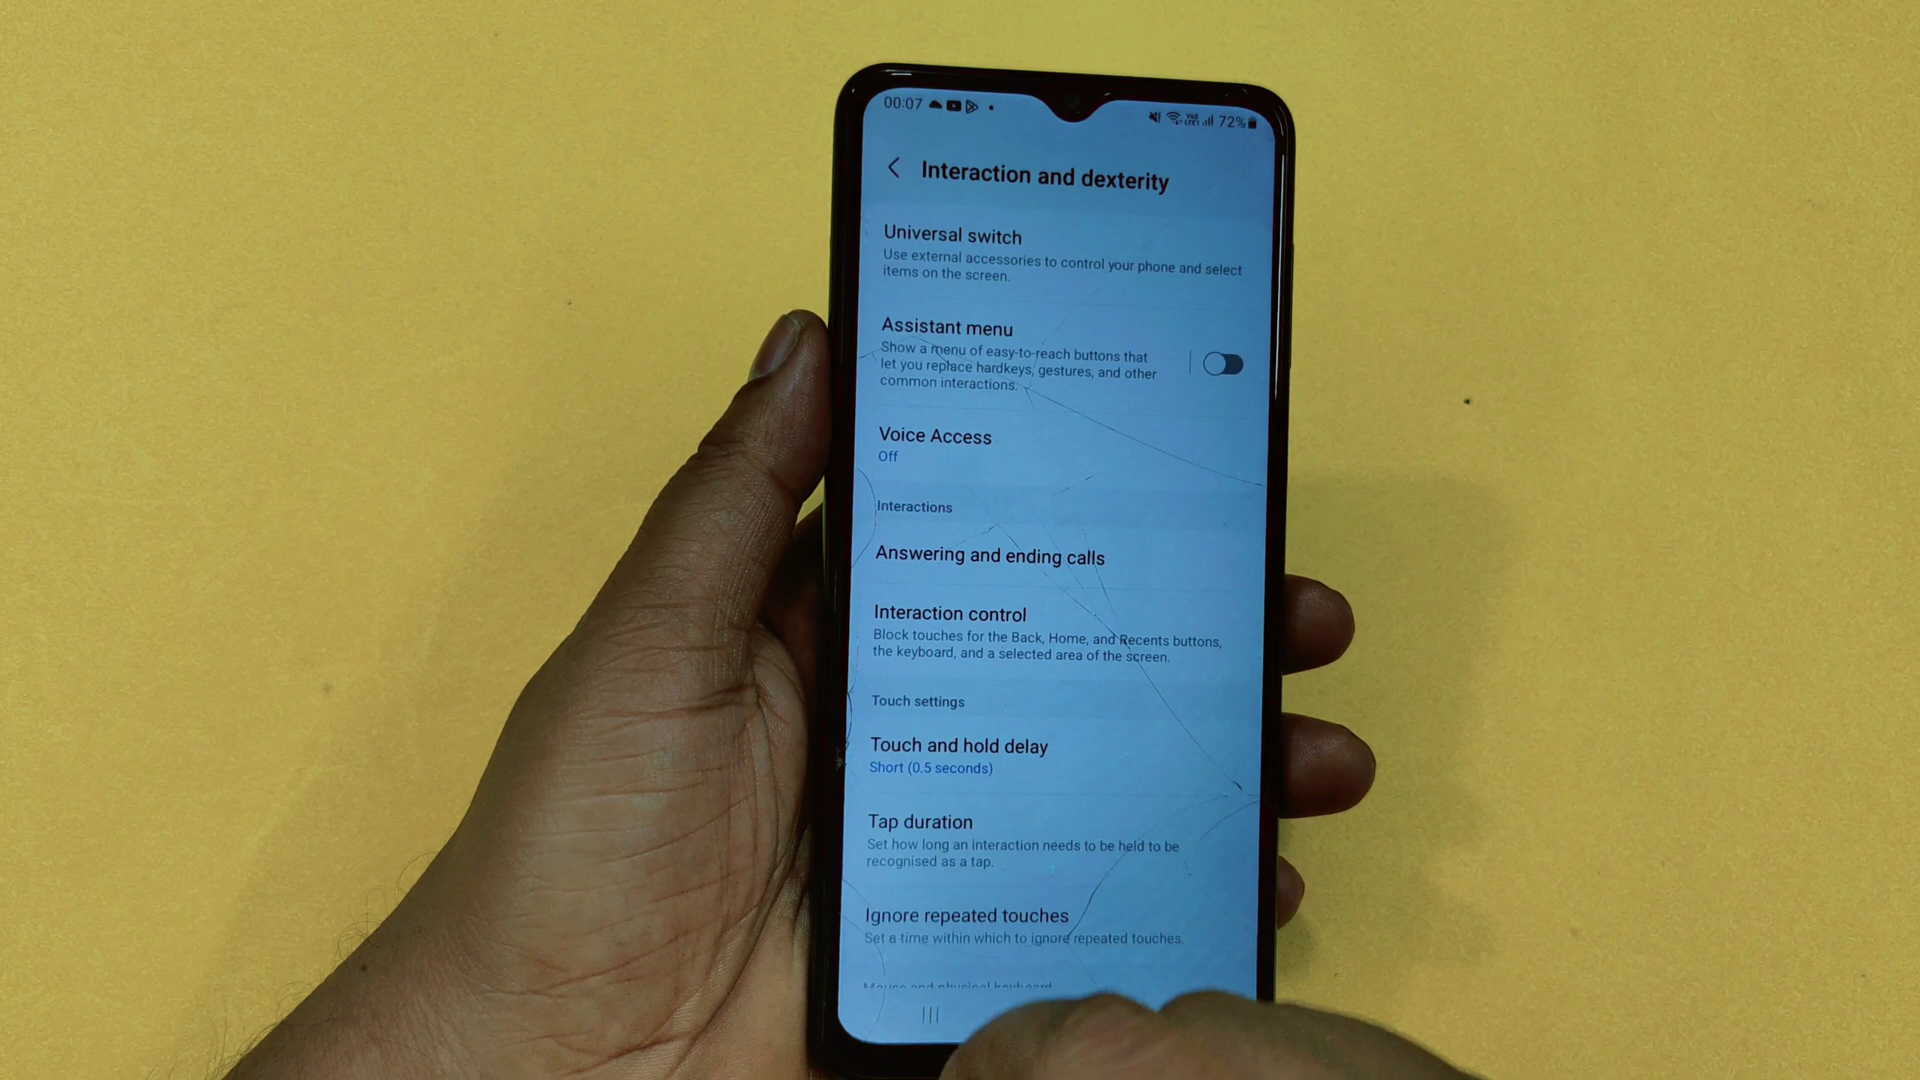 00:07
72%
Interaction and dexterity
Universal switch
Use external accessories to control your phone and select
items on the screen.
Assistant menu
Show a menu of easy-to-reach buttons that
let you replace hardkeys, gestures, and other
common interactions.
Voice Access
Off
Interactions
Answering and ending calls
Interaction control
Block touches for the Back, Home, and Recents buttons,
the keyboard, and a selected area of the screen.
Touch settings
Touch and hold delay
Short (0.5 seconds)
Tap duration
Set how long an interaction needs to be held to be
recognised as a tap.
Ignore repeated touches
Set a time within which to ignore repeated touches.
Mouse and physical keyboard